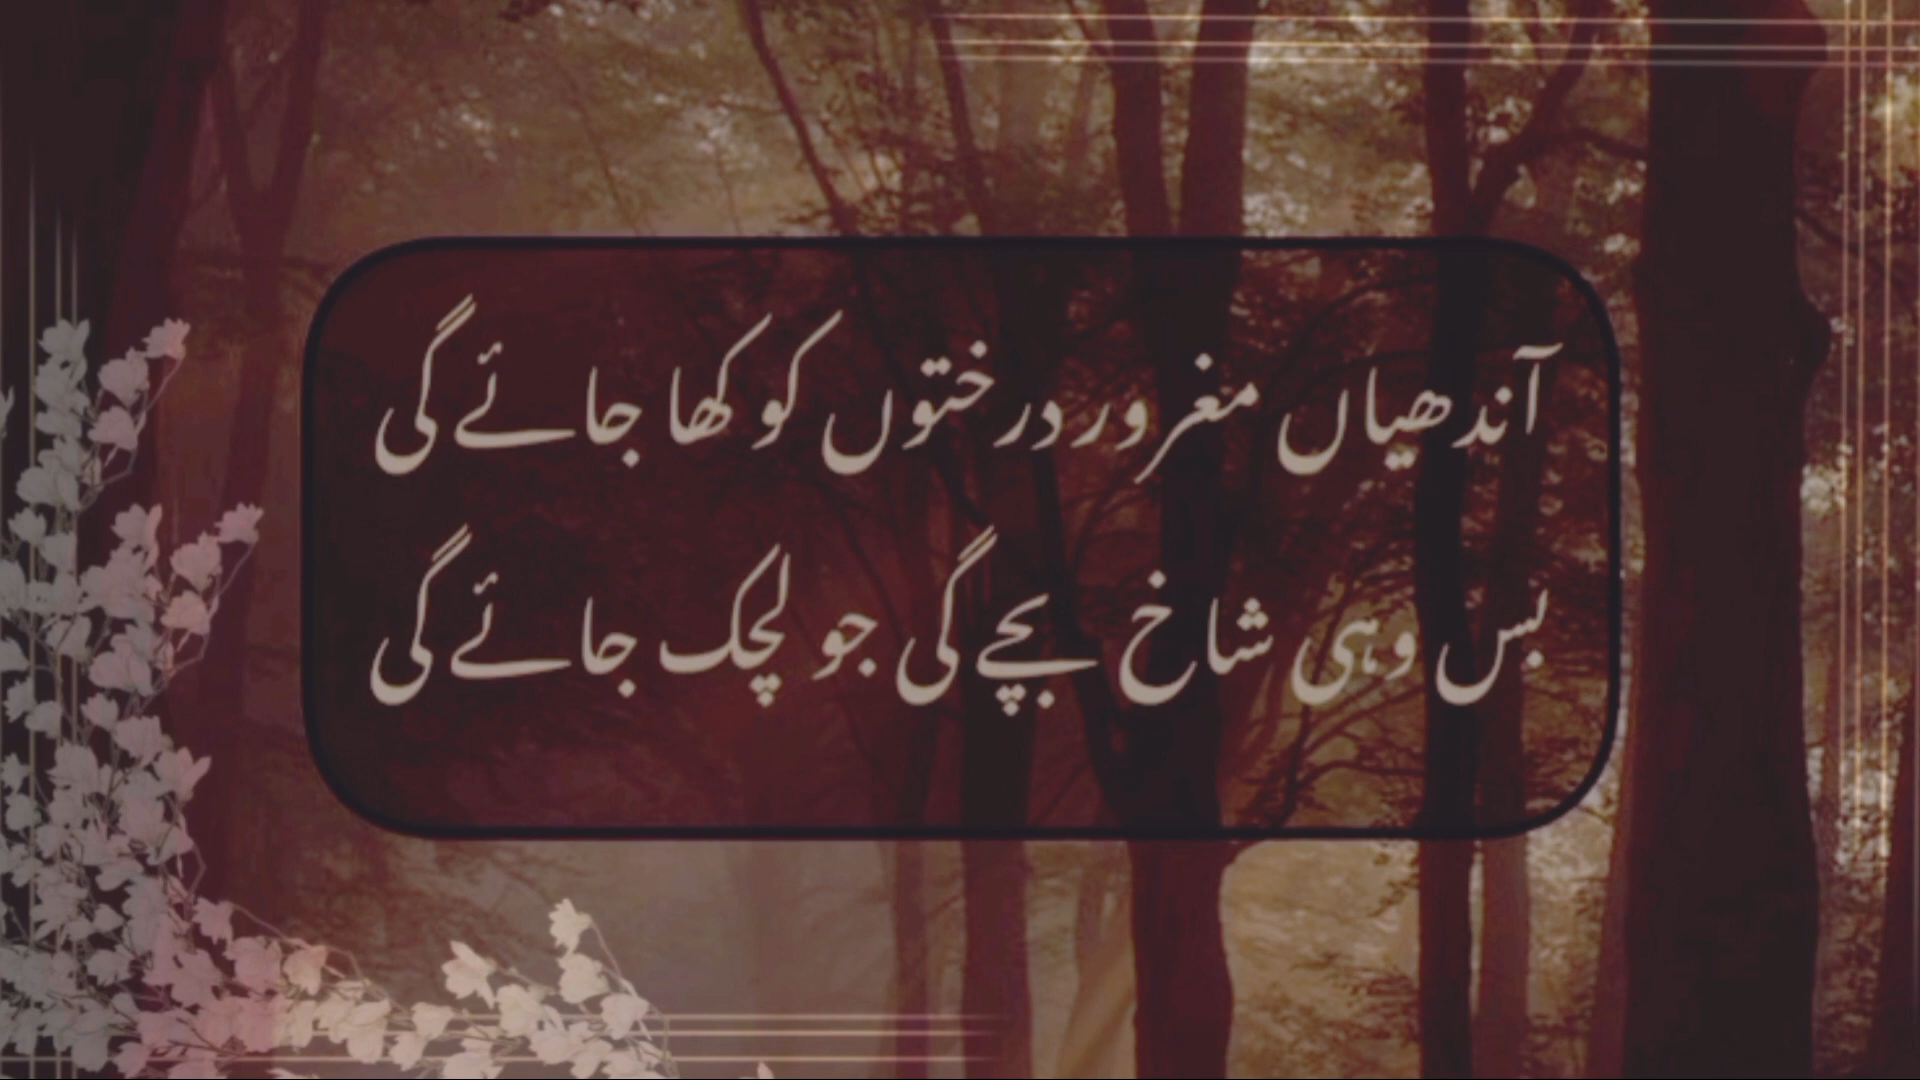 آندھیاں مغرور درختوں کو کھا جائے گی
بس وہی شاخ بچے گی جو لچک جائے گی